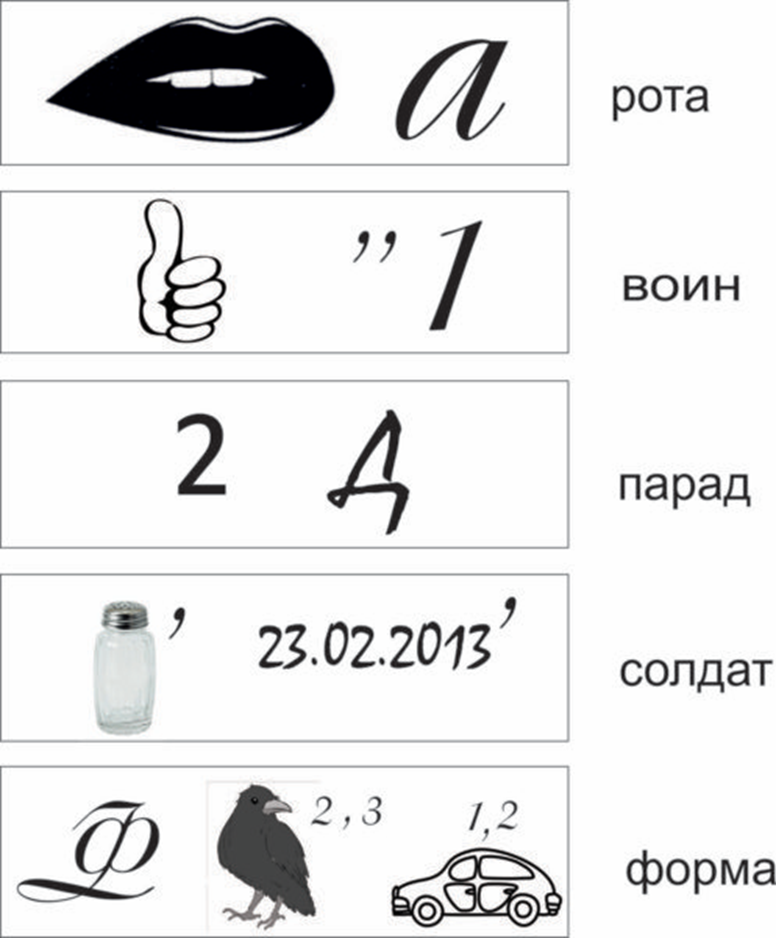 а рота
,, 1 воин
2 Д парад
, 23.02.2013, солдат
Ф 2,3 1,2 форма